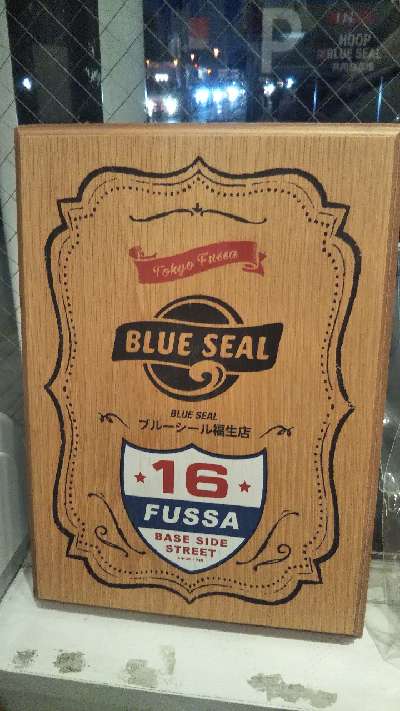 P
IN
HOOP
BLUE SEAL
Tokyo Fussa
BLUE SEAL
BLUE SEAL
ブルーシール福生店
16
FUSSA
BASE SIDE
STREET